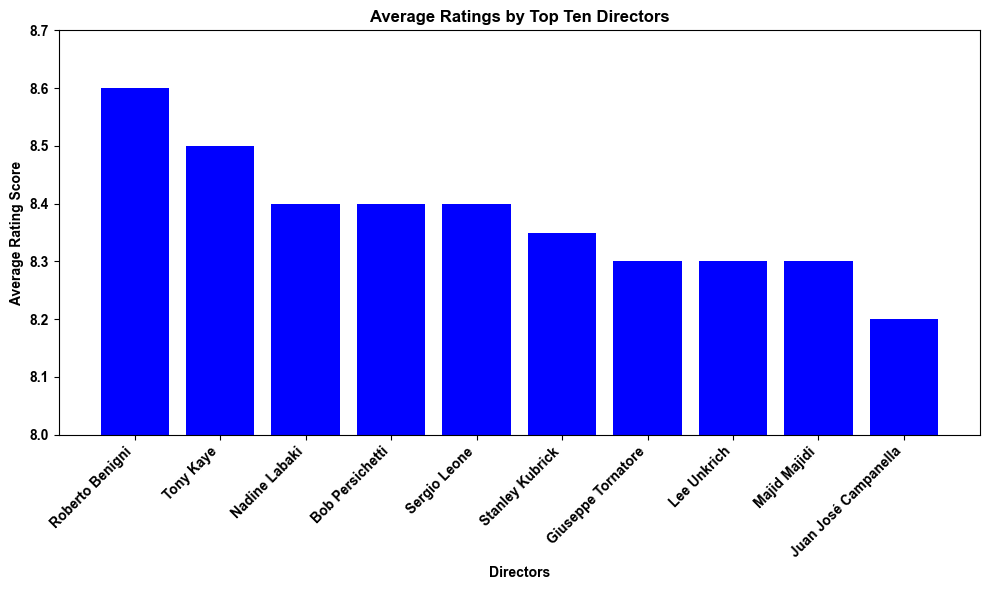 Average Ratings by Top Ten Directors
8.7
8.6
8.5
8.4
8.3
8.2
8.1
8.0
Average Rating Score
Roberto Benigni
Tony Kaye
Nadine Labaki
Bob Persichetti
Sergio Leone
Stanley Kubrick
Giuseppe Tornatore
Lee Unkrich
Majid Majidi
Juan José Campanella
Directors